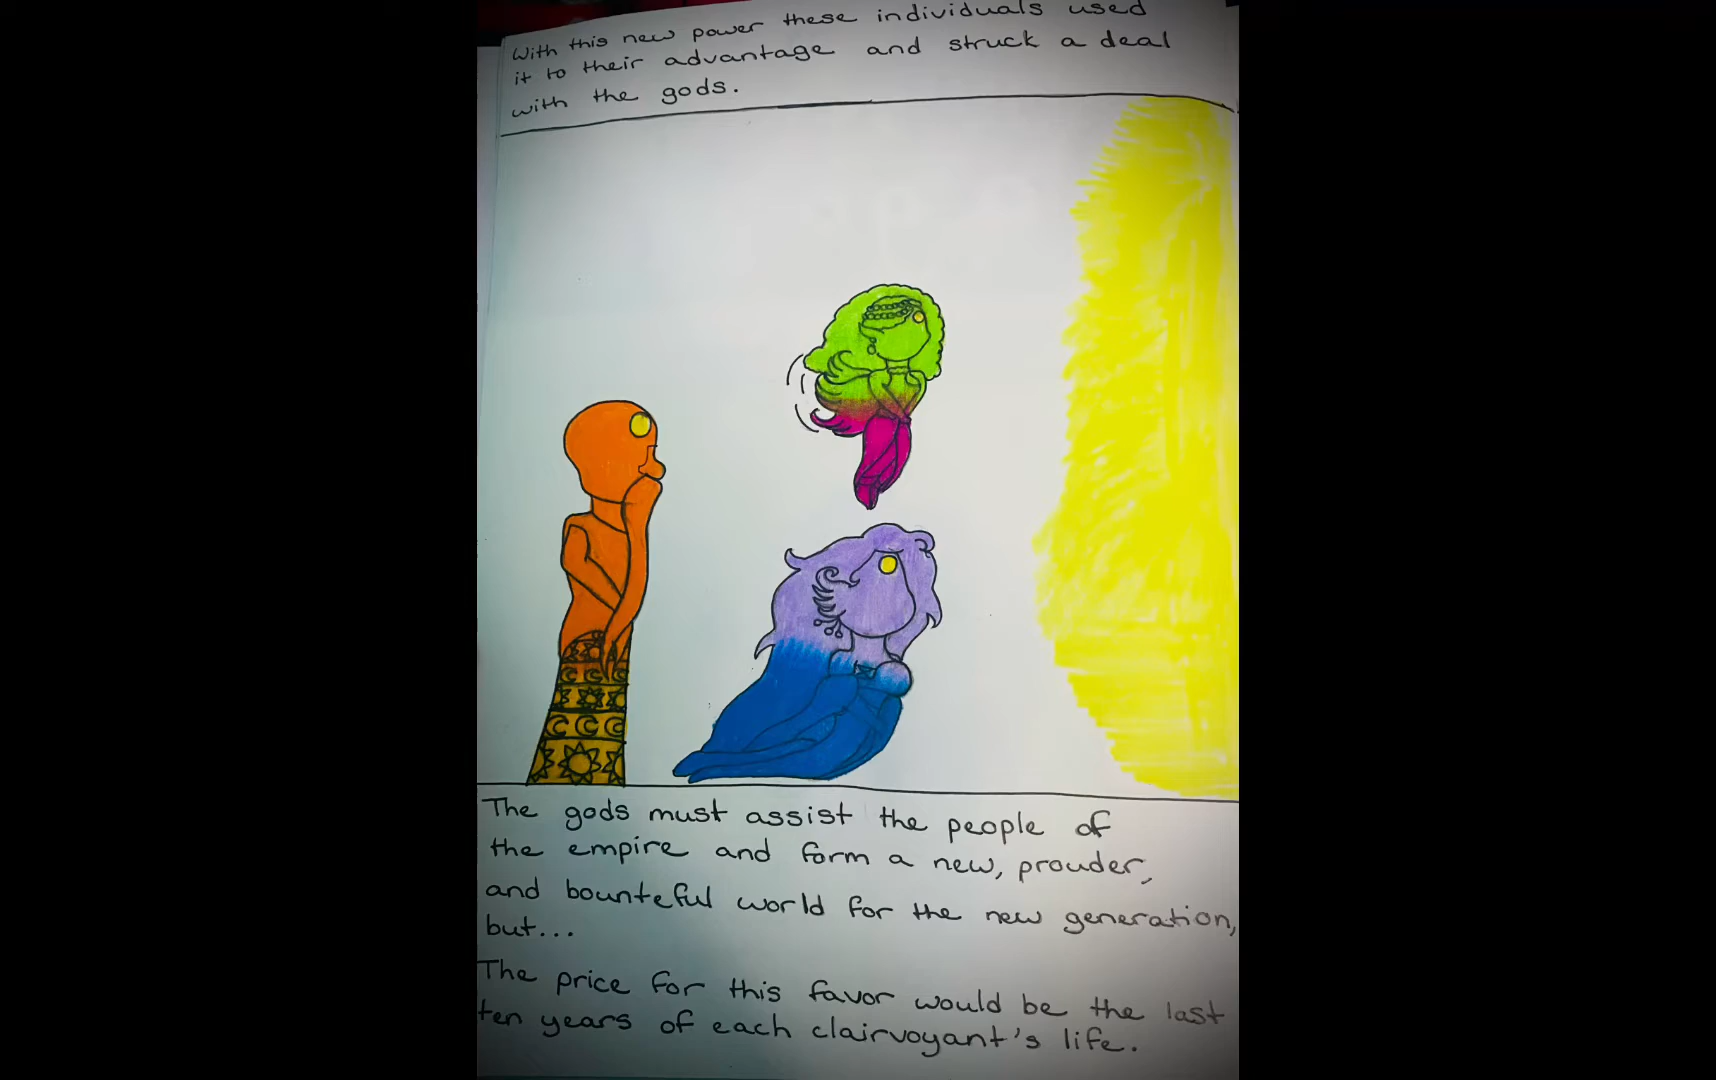 With this new power these individuals used
it to their advantage and struck a deal
with the gods.
The gods must assist the people of
the empire and form a new, prouder,
and bounteful world for the new generation,
but...
The price for this favor would be the last
ten years of each clairvoyant's life.